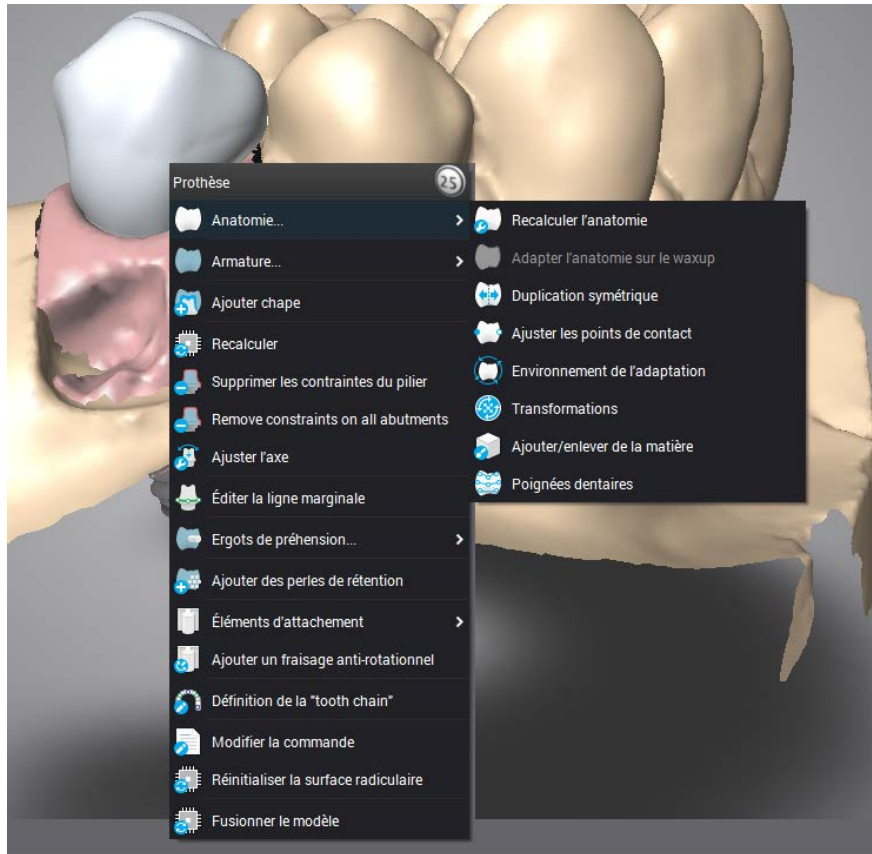 Prothèse
25
Anatomie...
Armature...
Ajouter chape
Recalculer
Supprimer les contraintes du pilier
Remove constraints on all abutments
Ajuster l'axe
Éditer la ligne marginale
Ergots de préhension...
Ajouter des perles de rétention
Éléments d'attachement
Ajouter un fraisage anti-rotationnel
Définition de la "tooth chain"
Modifier la commande
Réinitialiser la surface radiculaire
Fusionner le modèle
Recalculer l'anatomie
Adapter l'anatomie sur le waxup
Duplication symétrique
Ajuster les points de contact
Environnement de l'adaptation
Transformations
Ajouter/enlever de la matière
Poignées dentaires